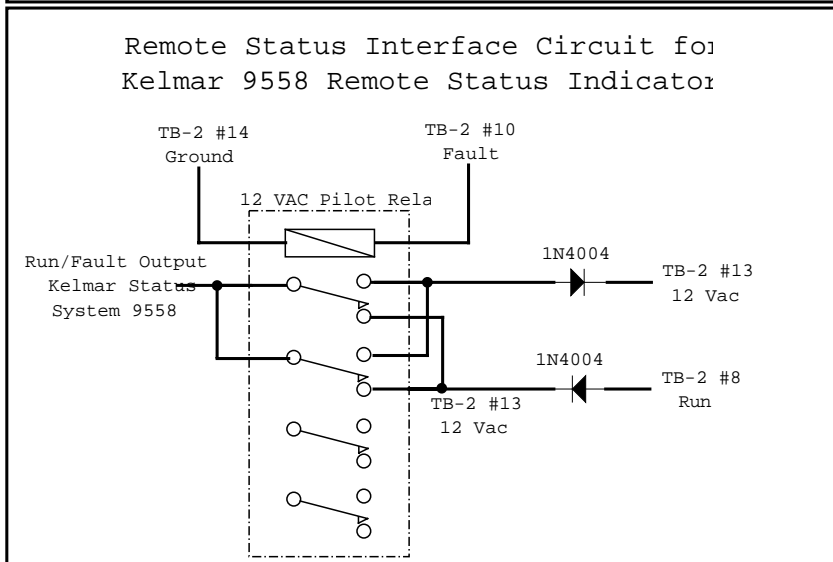 Remote Status Interface Circuit for
Kelmar 9558 Remote Status Indicator
TB-2 #14
Ground
TB-2 #10
Fault
12 VAC Pilot Rela
Run/Fault Output
Kelmar Status
System 9558
1N4004
TB-2 #13
12 Vac
1N4004
TB-2 #8
Run
TB-2 #13
12 Vac